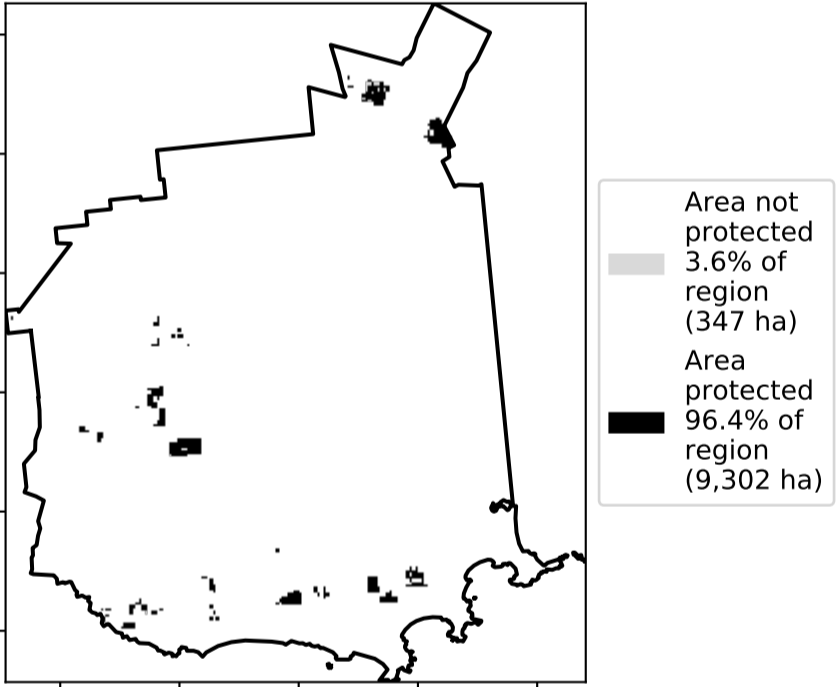 Area not
protected
3.6% of
region
(347 ha)
Area
protected
96.4% of
region
(9,302 ha)